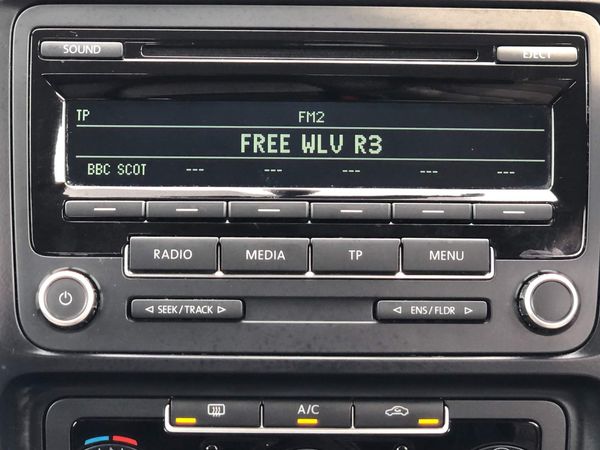 SOUND EJECT
TP FM2
FREE WLV R3
BBC SCOT --- --- --- --- ---
RADIO MEDIA TP MENU
SEEK / TRACK ENS / FLDR
A/C